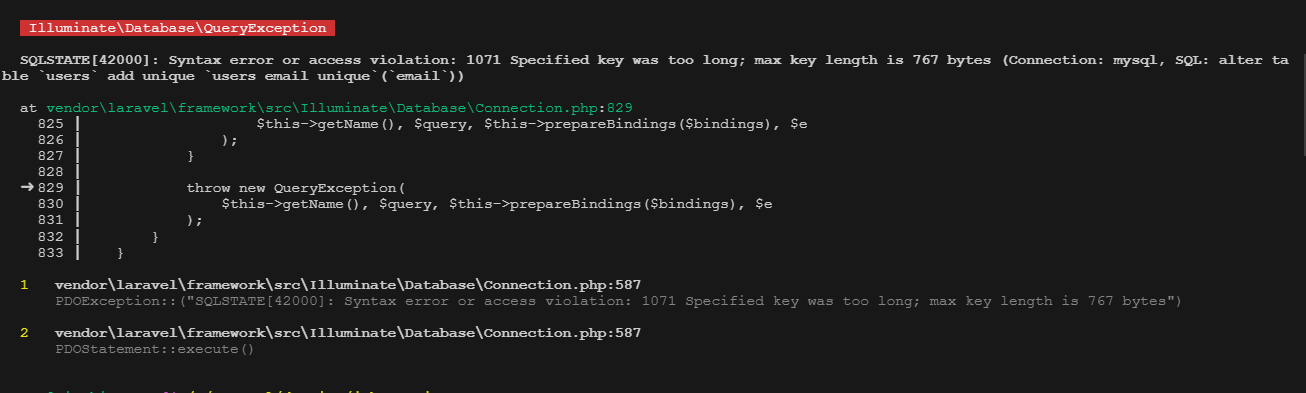 Illuminate\Database\QueryException
SQLSTATE[42000]: Syntax error or access violation: 1071 Specified key was too long; max key length is 767 bytes (Connection: mysql, SQL: alter ta
ble `users` add unique `users email unique`(`email`))
at vendor\laravel\framework\src\Illuminate\Database\Connection.php:829
825 | $this->getName(), $query, $this->prepareBindings($bindings), $e
826 | );
827 | }
828 |
➜ 829 | throw new QueryException(
830 | $this->getName(), $query, $this->prepareBindings($bindings), $e
831 | );
832 | }
833 | }
1 vendor\laravel\framework\src\Illuminate\Database\Connection.php:587
PDOException::("SQLSTATE[42000]: Syntax error or access violation: 1071 Specified key was too long; max key length is 767 bytes")
2 vendor\laravel\framework\src\Illuminate\Database\Connection.php:587
PDOStatement::execute()